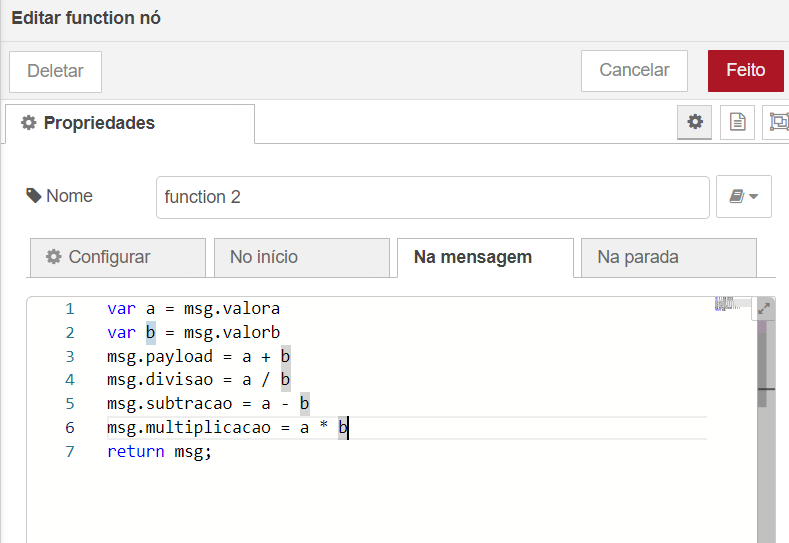 Editar function nó
Deletar
Cancelar
Feito
Propriedades
Nome
function 2
Configurar
No início
Na mensagem
Na parada
1 var a = msg.valora
2 var b = msg.valorb
3 msg.payload = a + b
4 msg.divisao = a / b
5 msg.subtracao = a - b
6 msg.multiplicacao = a * b
7 return msg;